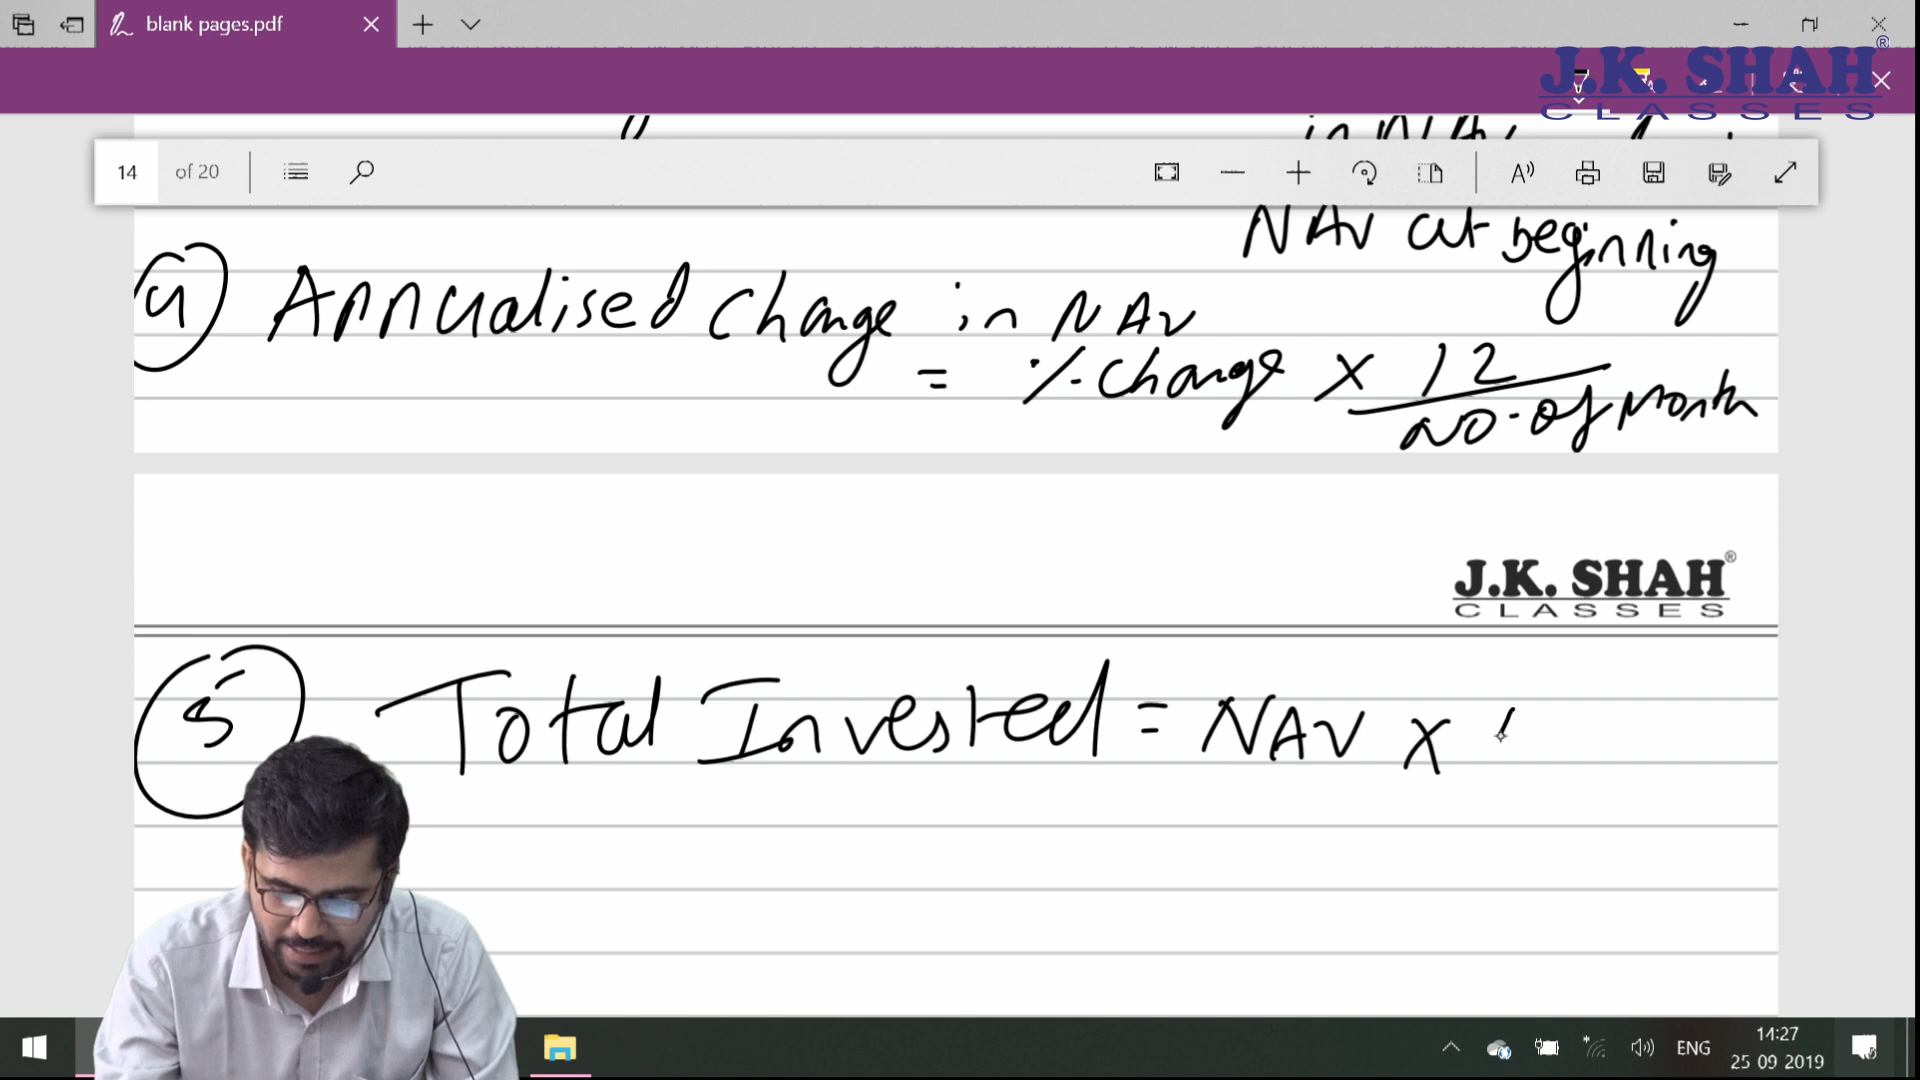 blank pages.pdf
J.K. SHAH®
CLASSES
14 of 20
NAV at beginning
4 Annualised Change in NAV
= % Change X 12
No. of Month
J.K. SHAH®
CLASSES
5 Total Invested = NAV X
ENG
14:27
25 09 2019